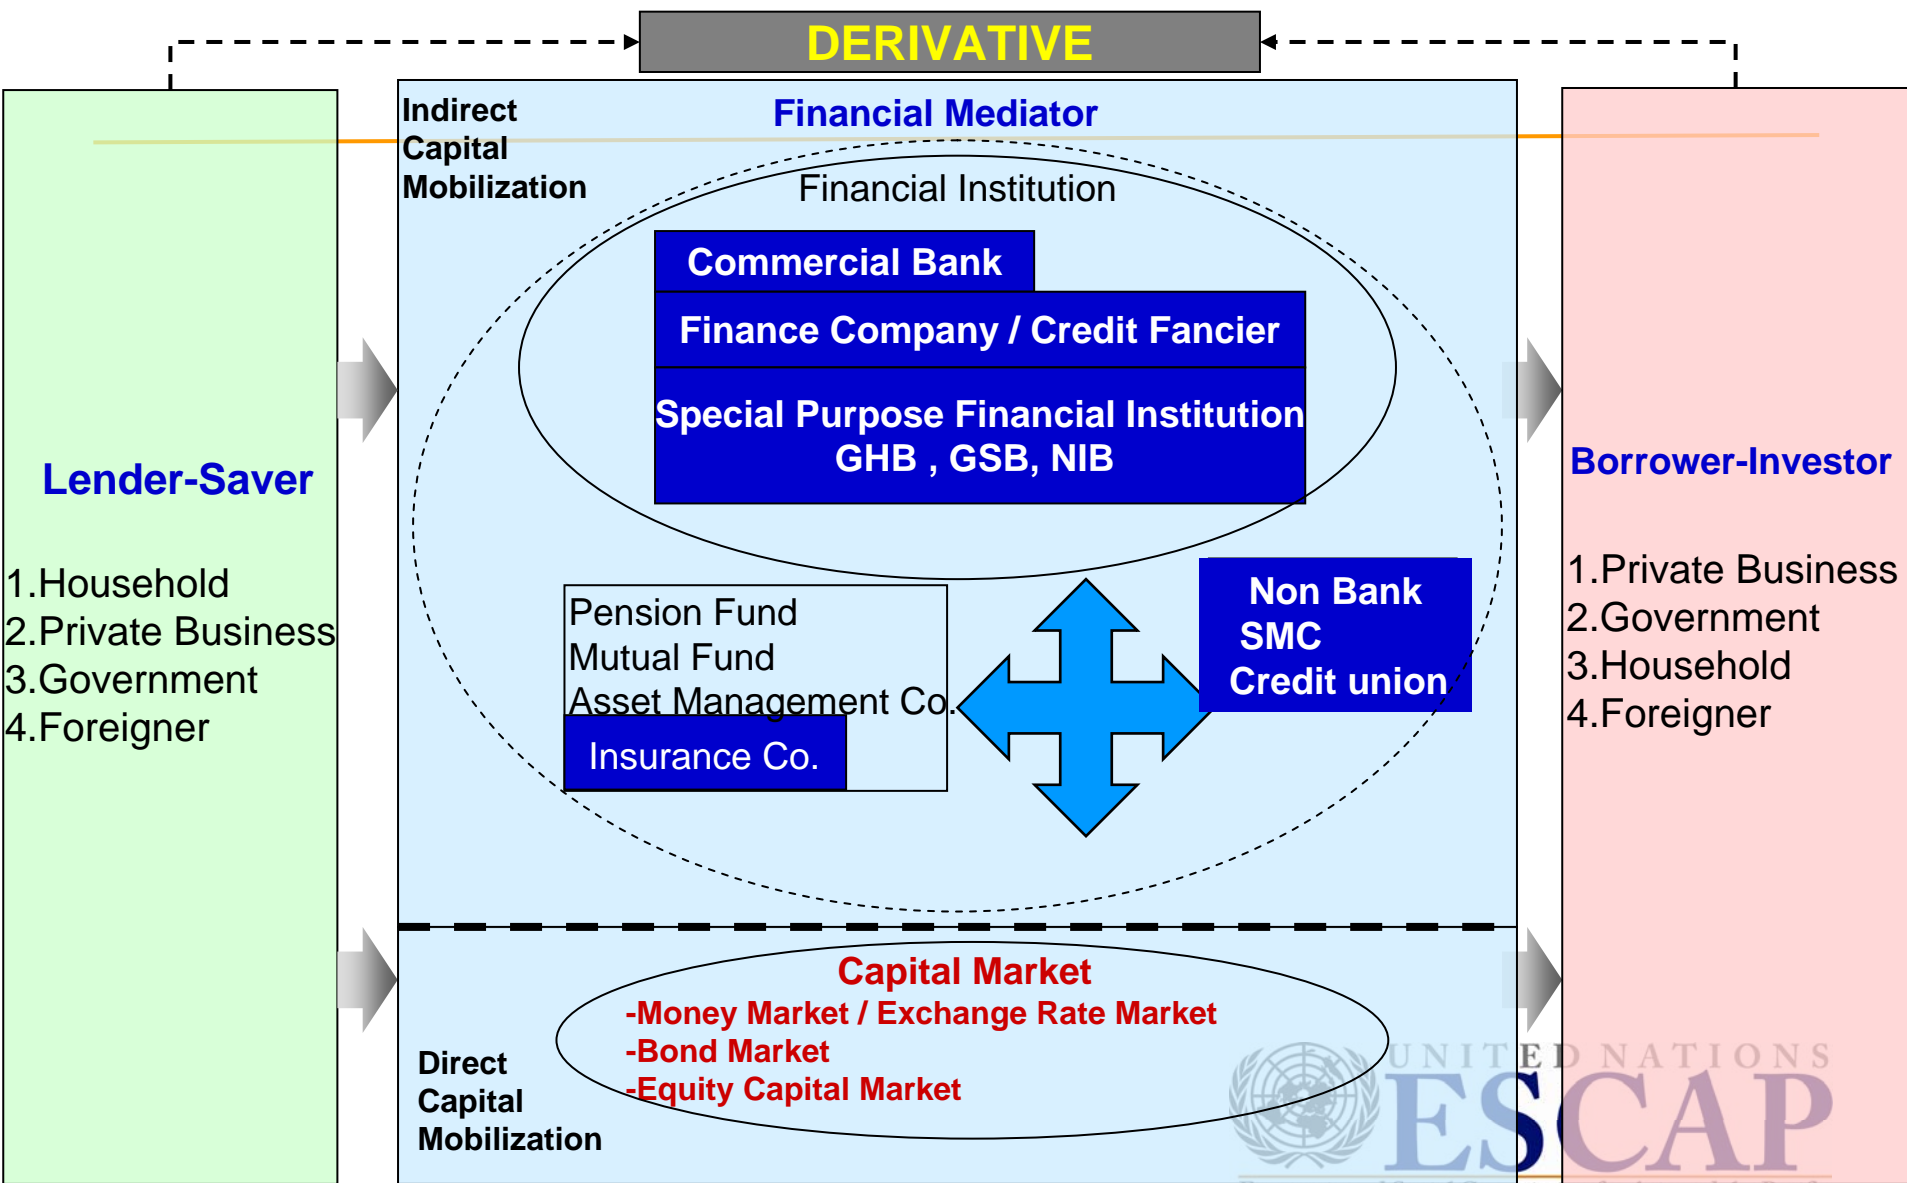 DERIVATIVE
Indirect
Capital
Mobilization
Financial Mediator
Financial Institution
Commercial Bank
Finance Company / Credit Fancier
Special Purpose Financial Institution
GHB , GSB, NIB
Lender-Saver
1.Household
2.Private Business
3.Government
4.Foreigner
Pension Fund
Mutual Fund
Asset Management Co.
Insurance Co.
Non Bank
SMC
Credit union
Borrower-Investor
1.Private Business
2.Government
3.Household
4.Foreigner
Capital Market
-Money Market / Exchange Rate Market
-Bond Market
-Equity Capital Market
Direct
Capital
Mobilization
UNITED NATIONS
ESCAP